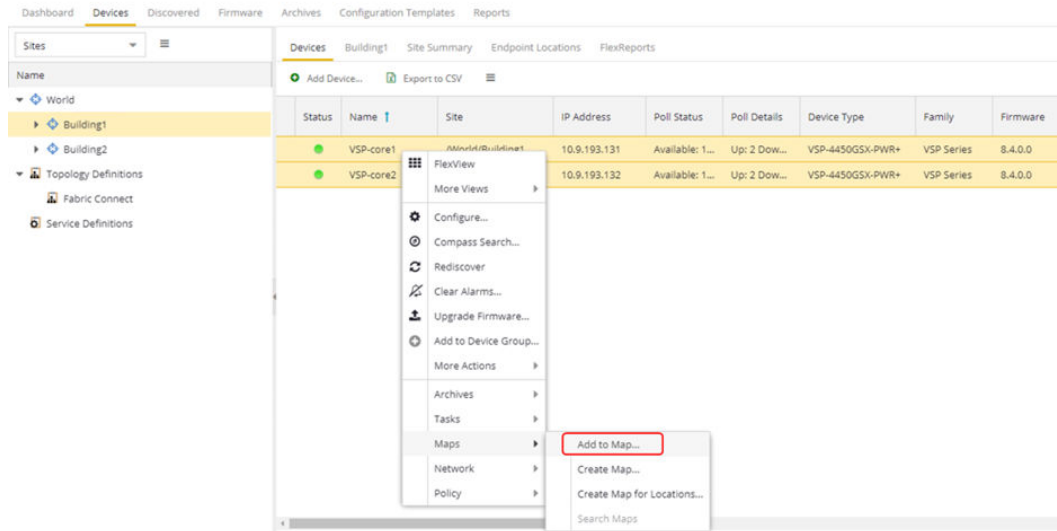 Dashboard Devices Discovered Firmware Archives Configuration Templates Reports
Sites
Devices Building1 Site Summary Endpoint Locations FlexReports
Name
Add Device... Export to CSV
World
Building1
Building2
Topology Definitions
Fabric Connect
Service Definitions
Status Name Site IP Address Poll Status Poll Details Device Type Family Firmware
VSP-core1 /World/Building1 10.9.193.131 Available: 1... Up: 2 Dow... VSP-4450GSX-PWR+ VSP Series 8.4.0.0
VSP-core2 10.9.193.132 Available: 1... Up: 2 Dow... VSP-4450GSX-PWR+ VSP Series 8.4.0.0
FlexView
More Views
Configure...
Compass Search...
Rediscover
Clear Alarms...
Upgrade Firmware...
Add to Device Group...
More Actions
Archives
Tasks
Maps
Network
Policy
Add to Map...
Create Map...
Create Map for Locations...
Search Maps